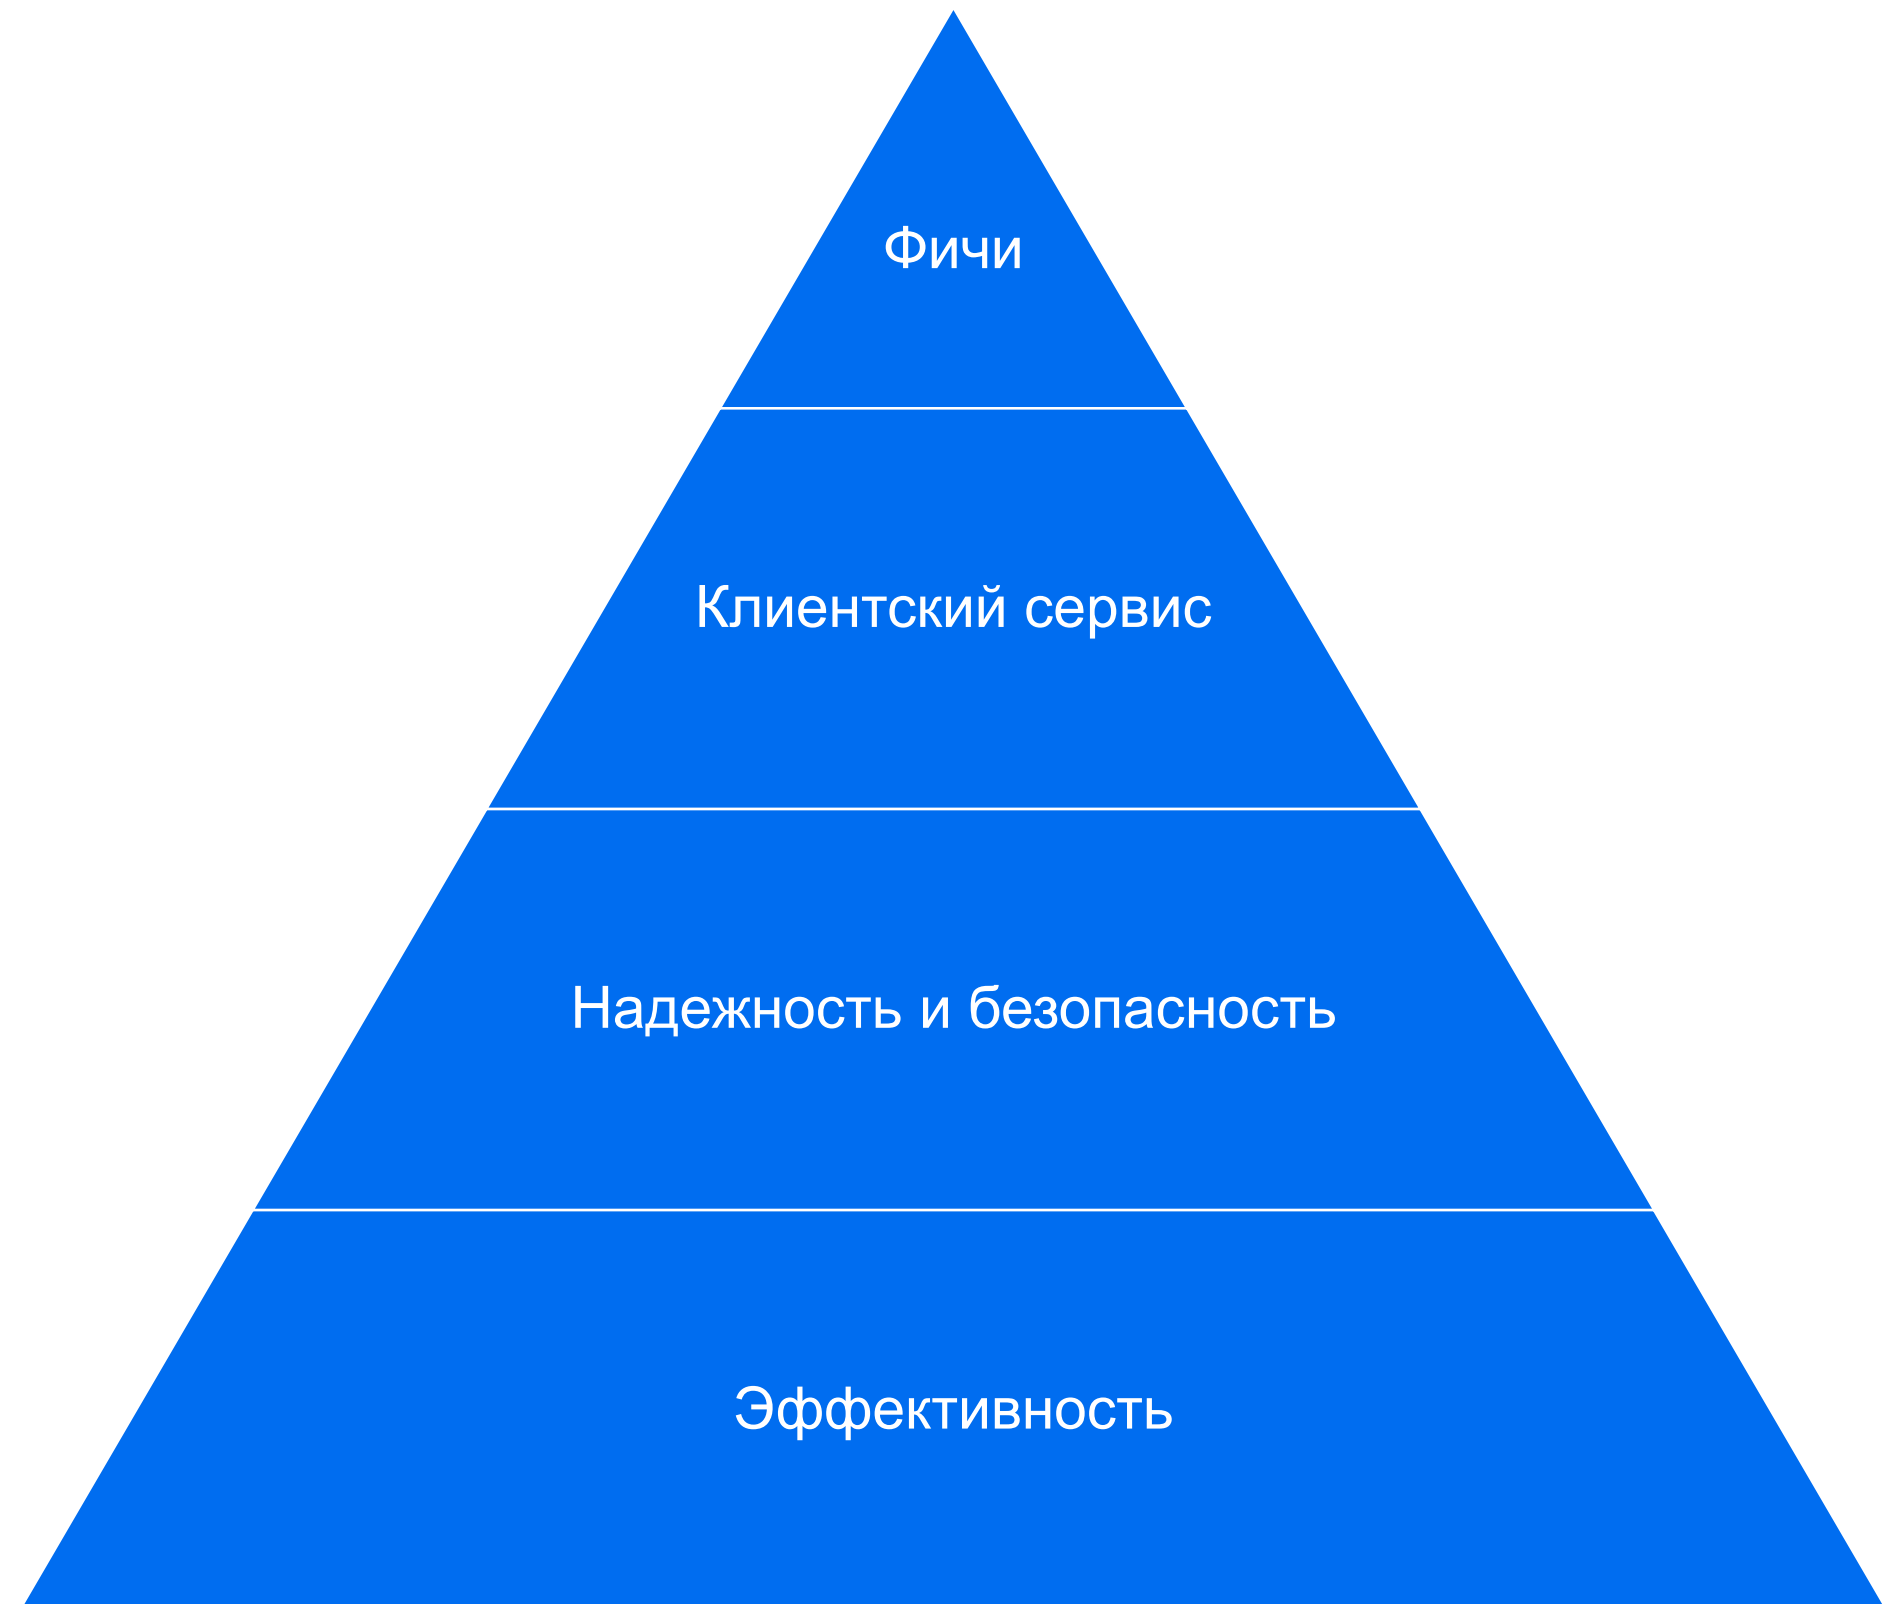 Фичи
Клиентский сервис
Надежность и безопасность
Эффективность